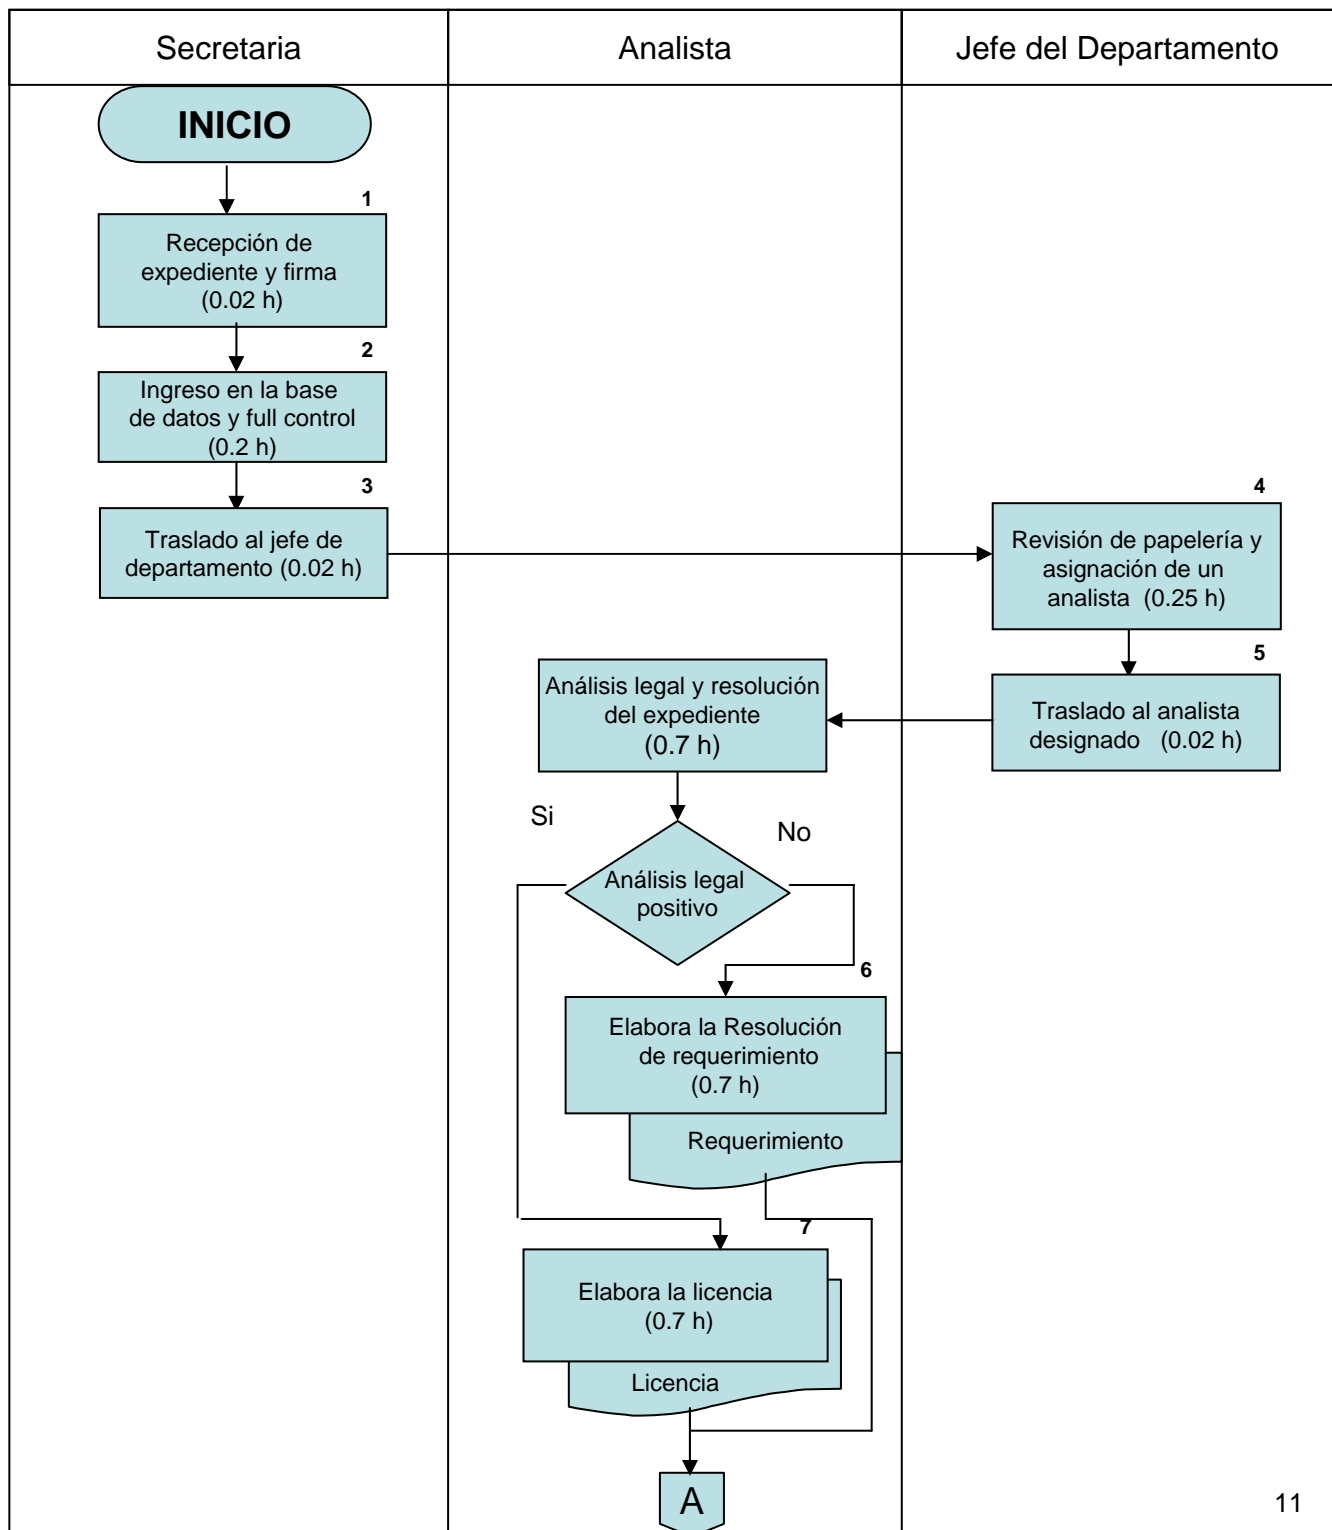 Secretaria
Analista
Jefe del Departamento
INICIO
1
Recepción de
expediente y firma
(0.02 h)
2
Ingreso en la base
de datos y full control
(0.2 h)
3
Traslado al jefe de
departamento (0.02 h)
4
Revisión de papelería y
asignación de un
analista (0.25 h)
5
Traslado al analista
designado (0.02 h)
Análisis legal y resolución
del expediente
(0.7 h)
Si
No
Análisis legal
positivo
6
Elabora la Resolución
de requerimiento
(0.7 h)
Requerimiento
7
Elabora la licencia
(0.7 h)
Licencia
A
11